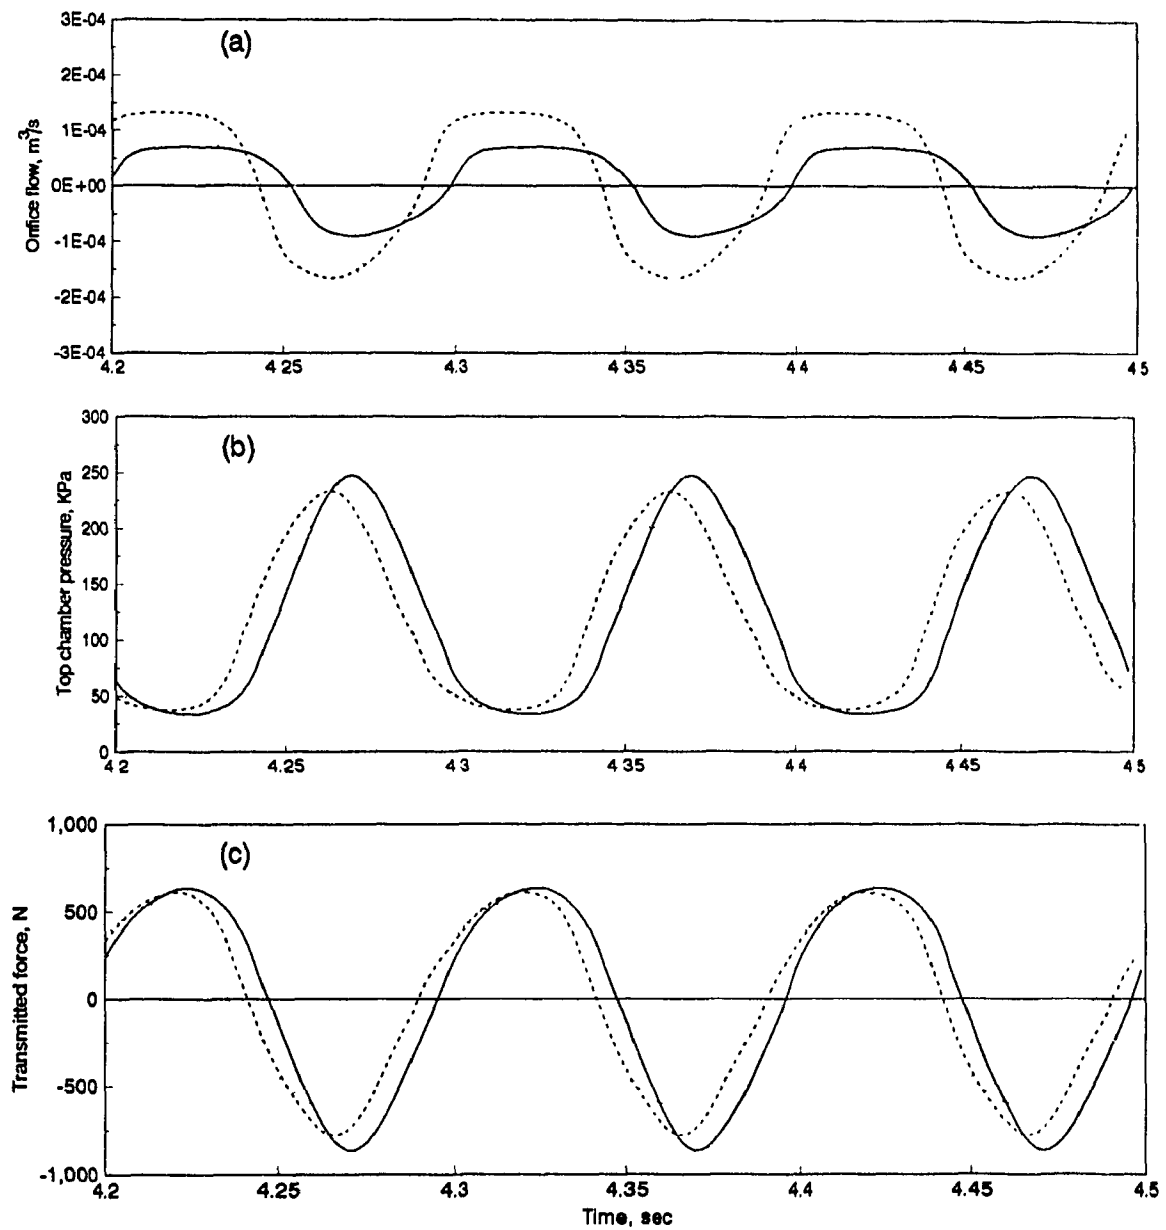 (a)
Orifice flow, m³/s
3E-04
2E-04
1E-04
0E+00
-1E-04
-2E-04
-3E-04
4.2 4.25 4.3 4.35 4.4 4.45 4.5
(b)
Top chamber pressure, KPa
300
250
200
150
100
50
0
4.2 4.25 4.3 4.35 4.4 4.45 4.5
(c)
Transmitted force, N
1,000
500
0
-500
-1,000
4.2 4.25 4.3 4.35 4.4 4.45 4.5
Time, sec